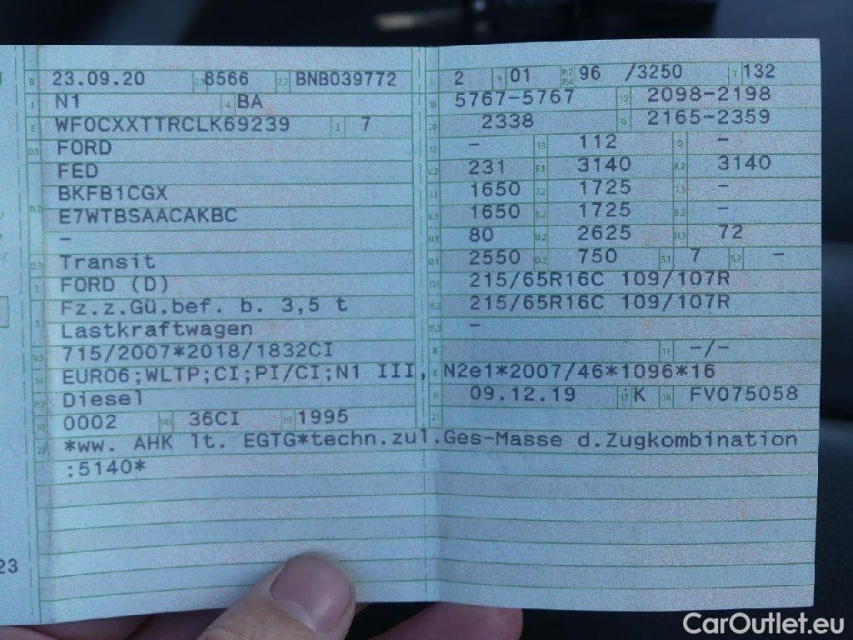 23.09.20 8566 BNB039772
N1 BA
WF0CXXTTRCLK69239 7
FORD
FED
BKFB1CGX
E7WTBSAACAKBC
–
Transit
FORD (D)
Fz.z.Gü.bef. b. 3,5 t
Lastkraftwagen
715/2007*2018/1832CI
EURO6;WLTP;CI;PI/CI;N1 III, N2
Diesel
0002 36CI 1995
*ww. AHK lt. EGTG*techn.zul.Ges-Masse d.Zugkombination
:5140*
2 01 96 /3250 132
5767-5767 2098-2198
2338 2165-2359
– 112 –
231 3140 3140
1650 1725 –
1650 1725 –
80 2625 72
2550 750 7 –
215/65R16C 109/107R
215/65R16C 109/107R
–
-/-
e1*2007/46*1096*16
09.12.19 K FV075058
23
CarOutlet.eu